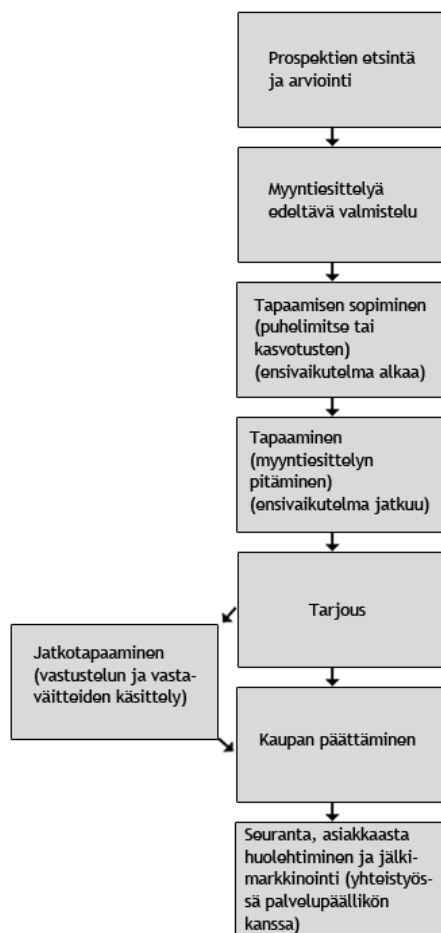 Prospektien etsintä
ja arviointi
Myyntiesittelyä
edeltävä valmistelu
Tapaamisen sopiminen
(puhelimitse tai
kasvotusten)
(ensivaikutelma alkaa)
Tapaaminen
(myyntiesittelyn
pitäminen)
(ensivaikutelma jatkuu)
Tarjous
Jatkotapaaminen
(vastustelun ja vasta-
väitteiden käsittely)
Kaupan päättäminen
Seuranta, asiakkaasta
huolehtiminen ja jälki-
markkinointi (yhteistyös-
sä palvelupäällikön
kanssa)